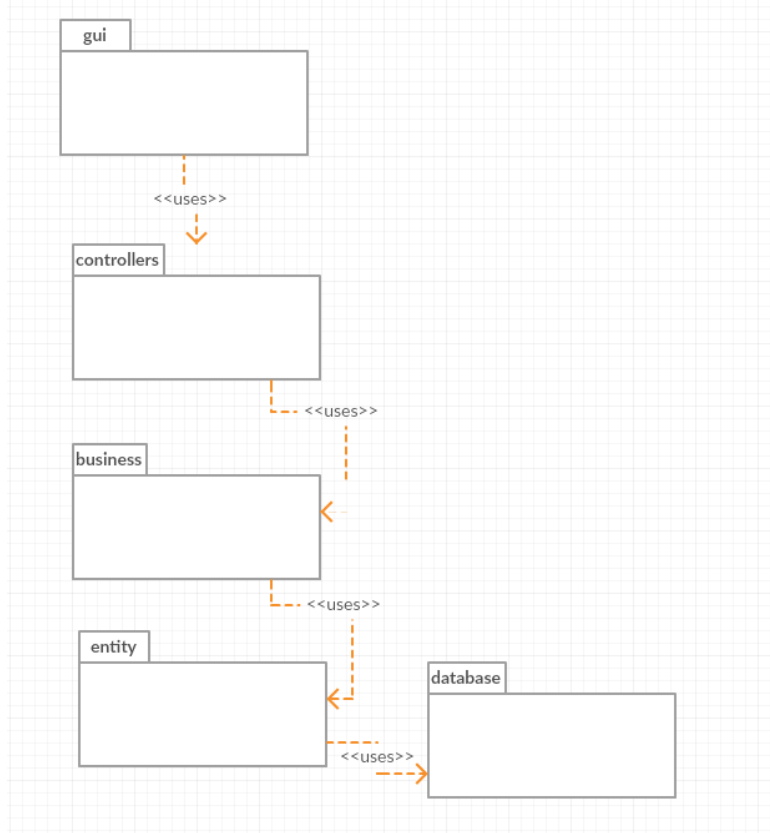 gui
<<uses>>
controllers
<<uses>>
business
<<uses>>
entity
database
<<uses>>